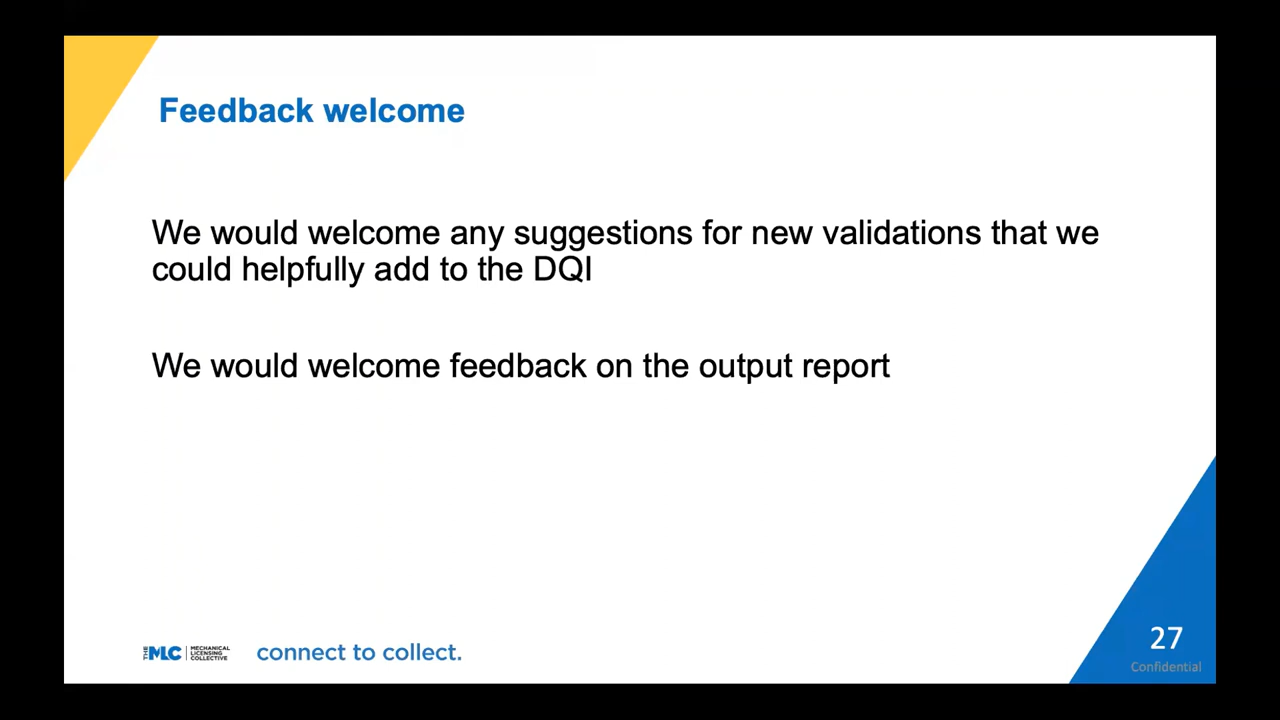 Feedback welcome
We would welcome any suggestions for new validations that we
could helpfully add to the DQI
We would welcome feedback on the output report
THE MLC MECHANICAL
LICENSING
COLLECTIVE
connect to collect.
27
Confidential